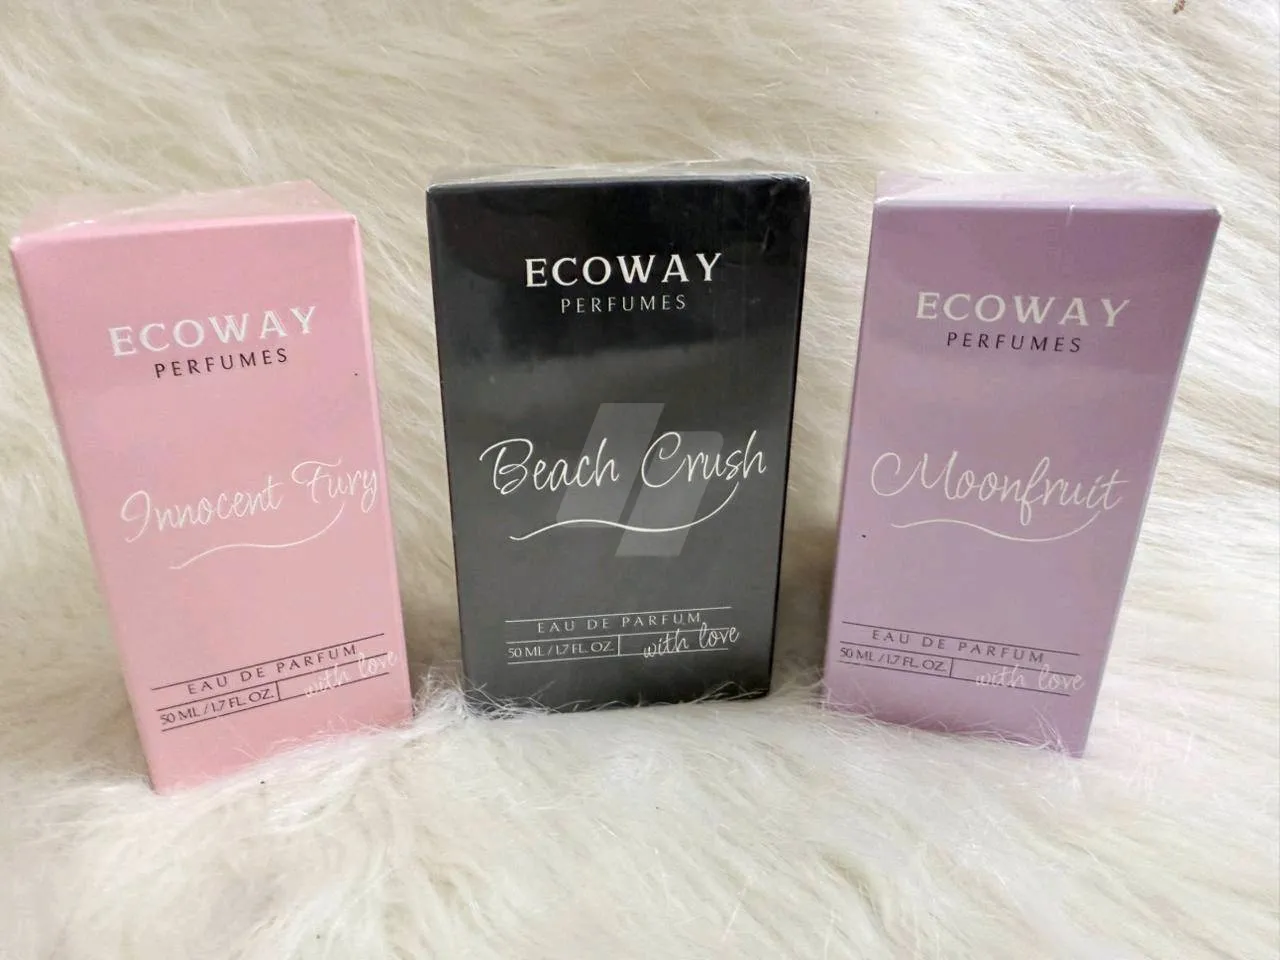 ECOWAY
PERFUMES
Innocent Fury
EAU DE PARFUM
50 ML / 1.7 FL. OZ.
with love
ECOWAY
PERFUMES
Beach Crush
EAU DE PARFUM
50 ML / 1.7 FL. OZ.
with love
ECOWAY
PERFUMES
Moonfruit
EAU DE PARFUM
50 ML / 1.7 FL. OZ.
with love